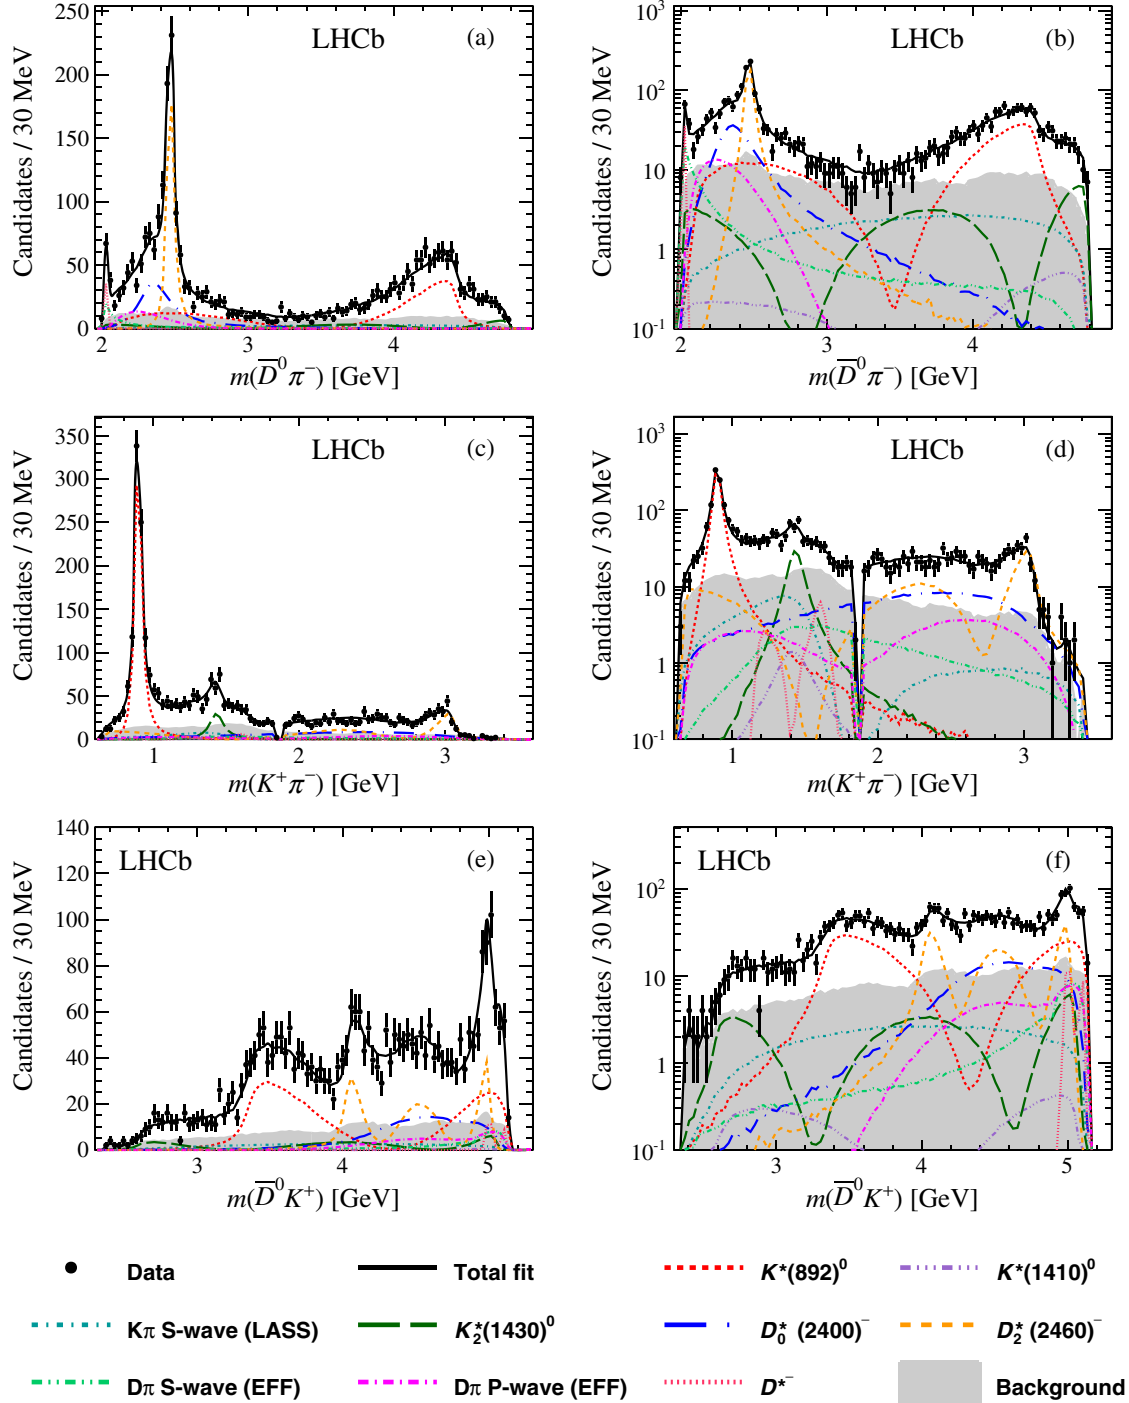 LHCb (a)
Candidates / 30 MeV
250
200
150
100
50
0
2 3 4
m(D̅⁰π⁻) [GeV]
LHCb (b)
Candidates / 30 MeV
10³
10²
10
1
10⁻¹
2 3 4
m(D̅⁰π⁻) [GeV]
LHCb (c)
Candidates / 30 MeV
350
300
250
200
150
100
50
0
1 2 3
m(K⁺π⁻) [GeV]
LHCb (d)
Candidates / 30 MeV
10³
10²
10
1
10⁻¹
1 2 3
m(K⁺π⁻) [GeV]
LHCb (e)
Candidates / 30 MeV
140
120
100
80
60
40
20
0
3 4 5
m(D̅⁰K⁺) [GeV]
LHCb (f)
Candidates / 30 MeV
10²
10
1
10⁻¹
3 4 5
m(D̅⁰K⁺) [GeV]
Data Total fit K*(892)⁰ K*(1410)⁰
Kπ S-wave (LASS) K₂*(1430)⁰ D₀* (2400)⁻ D₂* (2460)⁻
Dπ S-wave (EFF) Dπ P-wave (EFF) D*⁻ Background